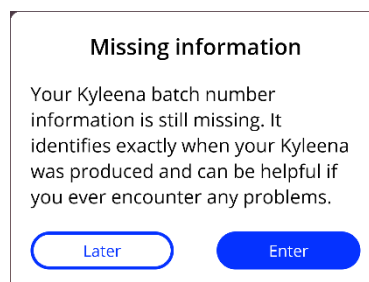 Missing information
Your Kyleena batch number
information is still missing. It
identifies exactly when your Kyleena
was produced and can be helpful if
you ever encounter any problems.
Later
Enter